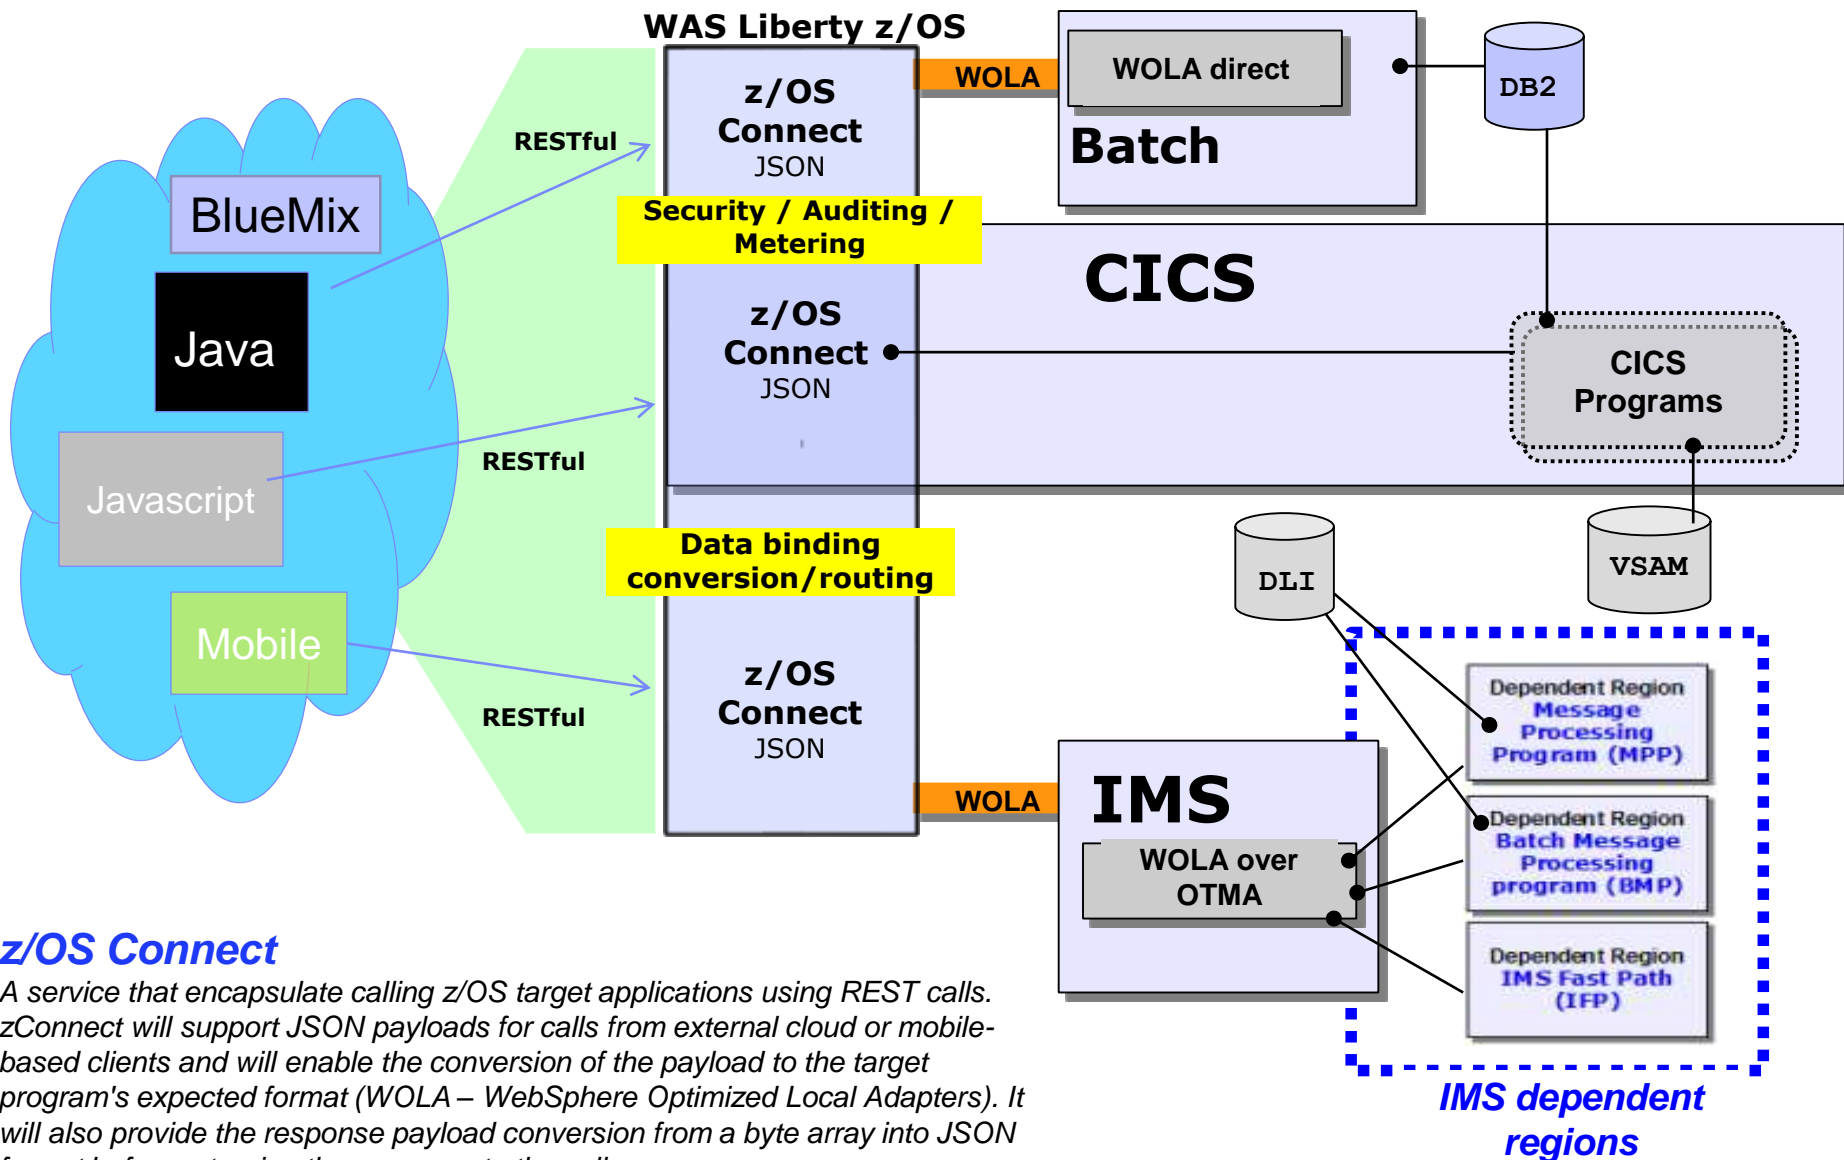 WAS Liberty z/OS
z/OS
Connect
JSON
WOLA
WOLA direct
Batch
DB2
RESTful
BlueMix
Security / Auditing /
Metering
CICS
Java
z/OS
Connect
JSON
CICS
Programs
RESTful
Javascript
Data binding
conversion/routing
DLI
VSAM
Mobile
RESTful
z/OS
Connect
JSON
WOLA
IMS
WOLA over
OTMA
Dependent Region
Message
Processing
Program (MPP)
Dependent Region
Batch Message
Processing
program (BMP)
Dependent Region
IMS Fast Path
(IFP)
IMS dependent
regions
z/OS Connect
A service that encapsulate calling z/OS target applications using REST calls.
zConnect will support JSON payloads for calls from external cloud or mobile-
based clients and will enable the conversion of the payload to the target
program's expected format (WOLA – WebSphere Optimized Local Adapters). It
will also provide the response payload conversion from a byte array into JSON